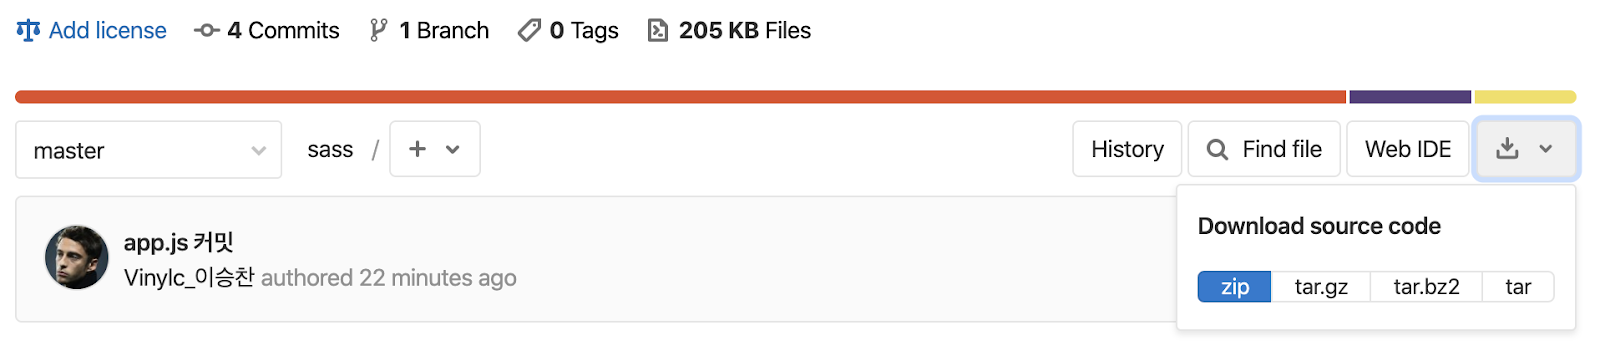 Add license 4 Commits 1 Branch 0 Tags 205 KB Files
master sass / + History Find file Web IDE
Download source code
app.js 커밋
Vinylc_이승찬 authored 22 minutes ago
zip tar.gz tar.bz2 tar